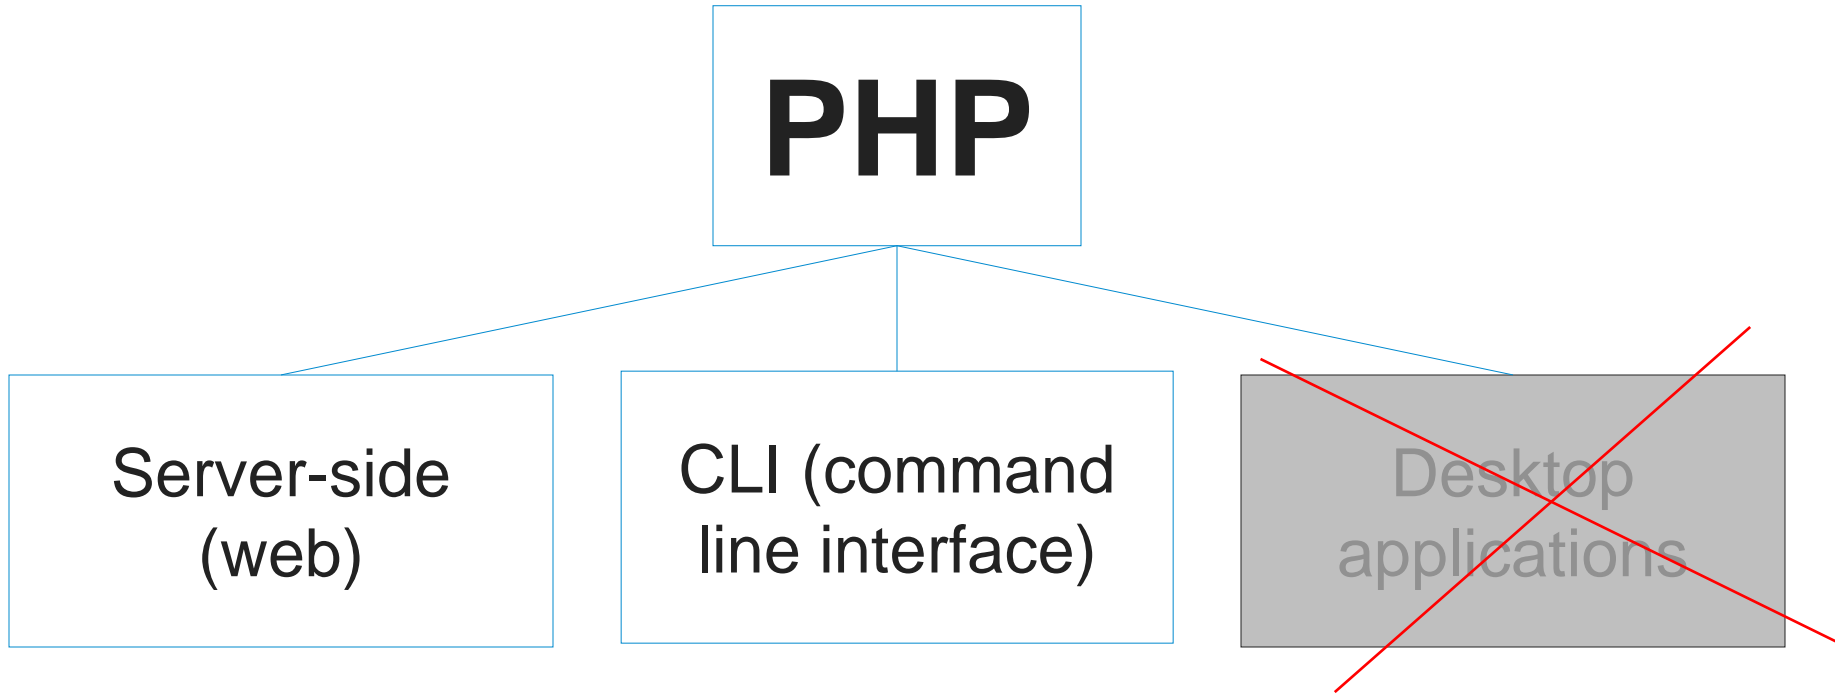 PHP
Server-side
(web)
CLI (command
line interface)
Desktop
applications